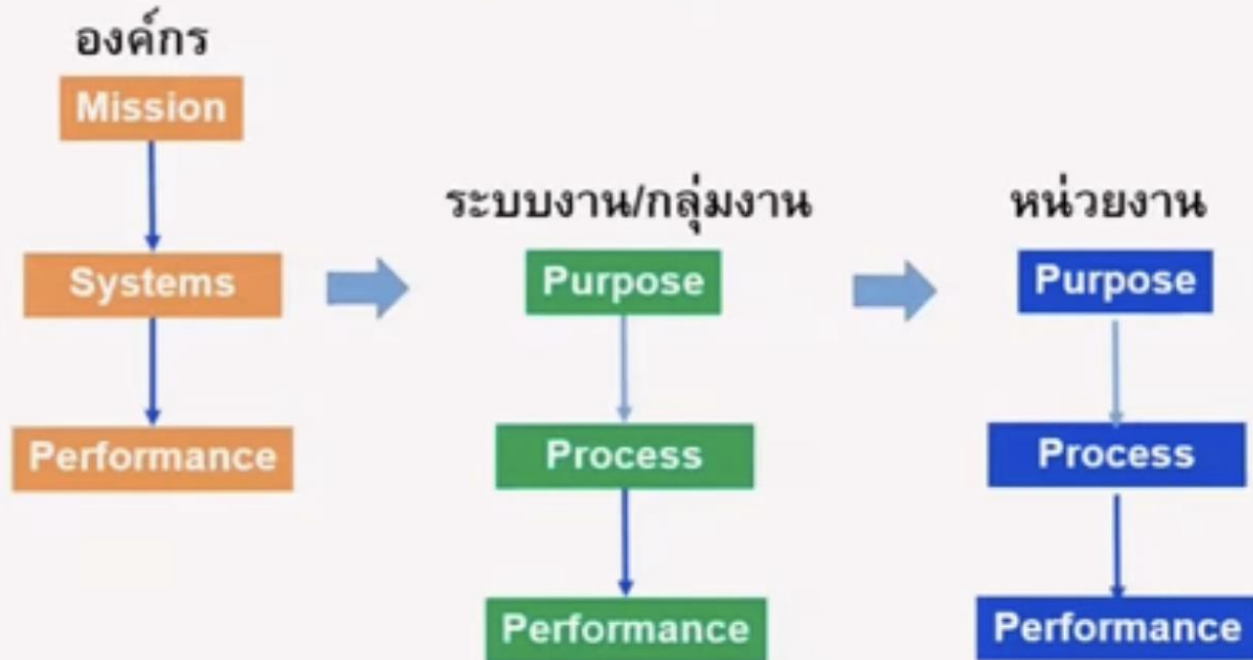 องค์กร
Mission
Systems
Performance
ระบบงาน/กลุ่มงาน
Purpose
Process
Performance
หน่วยงาน
Purpose
Process
Performance